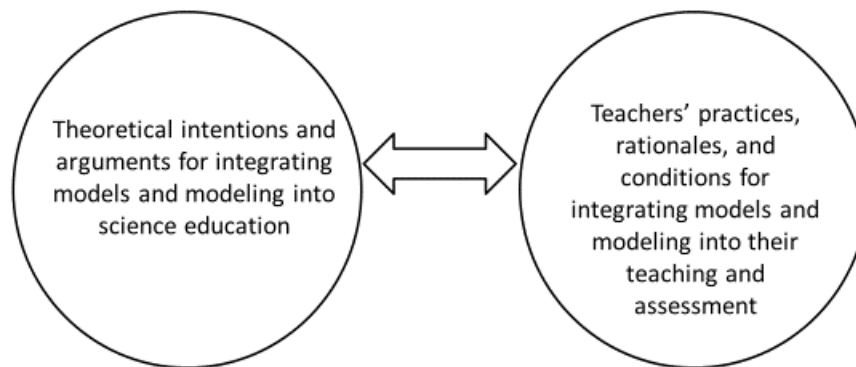 Theoretical intentions and
arguments for integrating
models and modeling into
science education
Teachers’ practices,
rationales, and
conditions for
integrating models and
modeling into their
teaching and
assessment